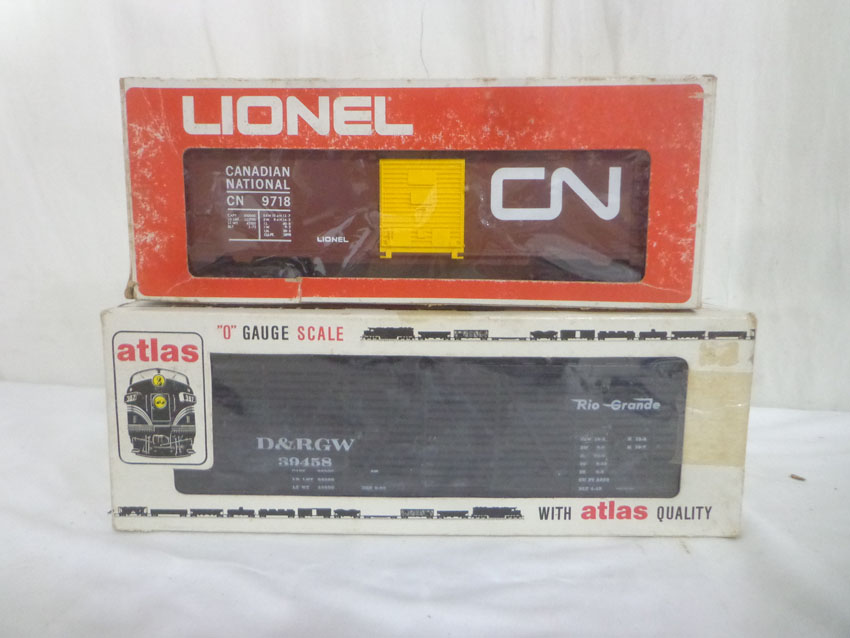 LIONEL
CANADIAN
NATIONAL
CN 9718
LIONEL
CN
"O" GAUGE SCALE
atlas
Rio Grande
D&RGW
39458
WITH atlas QUALITY